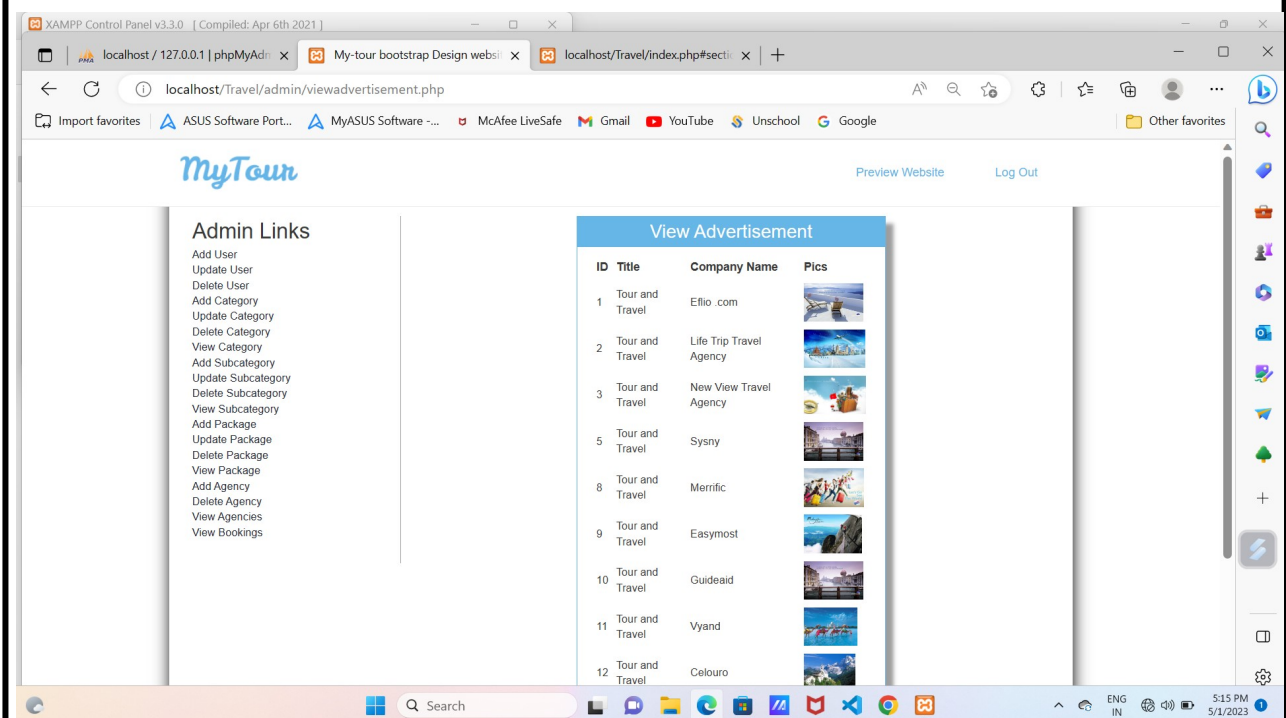 XAMPP Control Panel v3.3.0 [ Compiled: Apr 6th 2021 ]
localhost / 127.0.0.1 | phpMyAdn
My-tour bootstrap Design websi
localhost/Travel/index.php#secti
localhost/Travel/admin/viewadvertisement.php
Import favorites
ASUS Software Port...
MyASUS Software -...
McAfee LiveSafe
Gmail
YouTube
Unschool
Google
Other favorites
MyTour
Preview Website
Log Out
Admin Links
Add User
Update User
Delete User
Add Category
Update Category
Delete Category
View Category
Add Subcategory
Update Subcategory
Delete Subcategory
View Subcategory
Add Package
Update Package
Delete Package
View Package
Add Agency
Delete Agency
View Agencies
View Bookings
View Advertisement
ID Title Company Name Pics
1 Tour and Travel Eflio .com
2 Tour and Travel Life Trip Travel Agency
3 Tour and Travel New View Travel Agency
5 Tour and Travel Sysny
8 Tour and Travel Merrific
9 Tour and Travel Easymost
10 Tour and Travel Guideaid
11 Tour and Travel Vyand
12 Tour and Travel Celouro
Search
ENG
IN
5:15 PM
5/1/2023
1